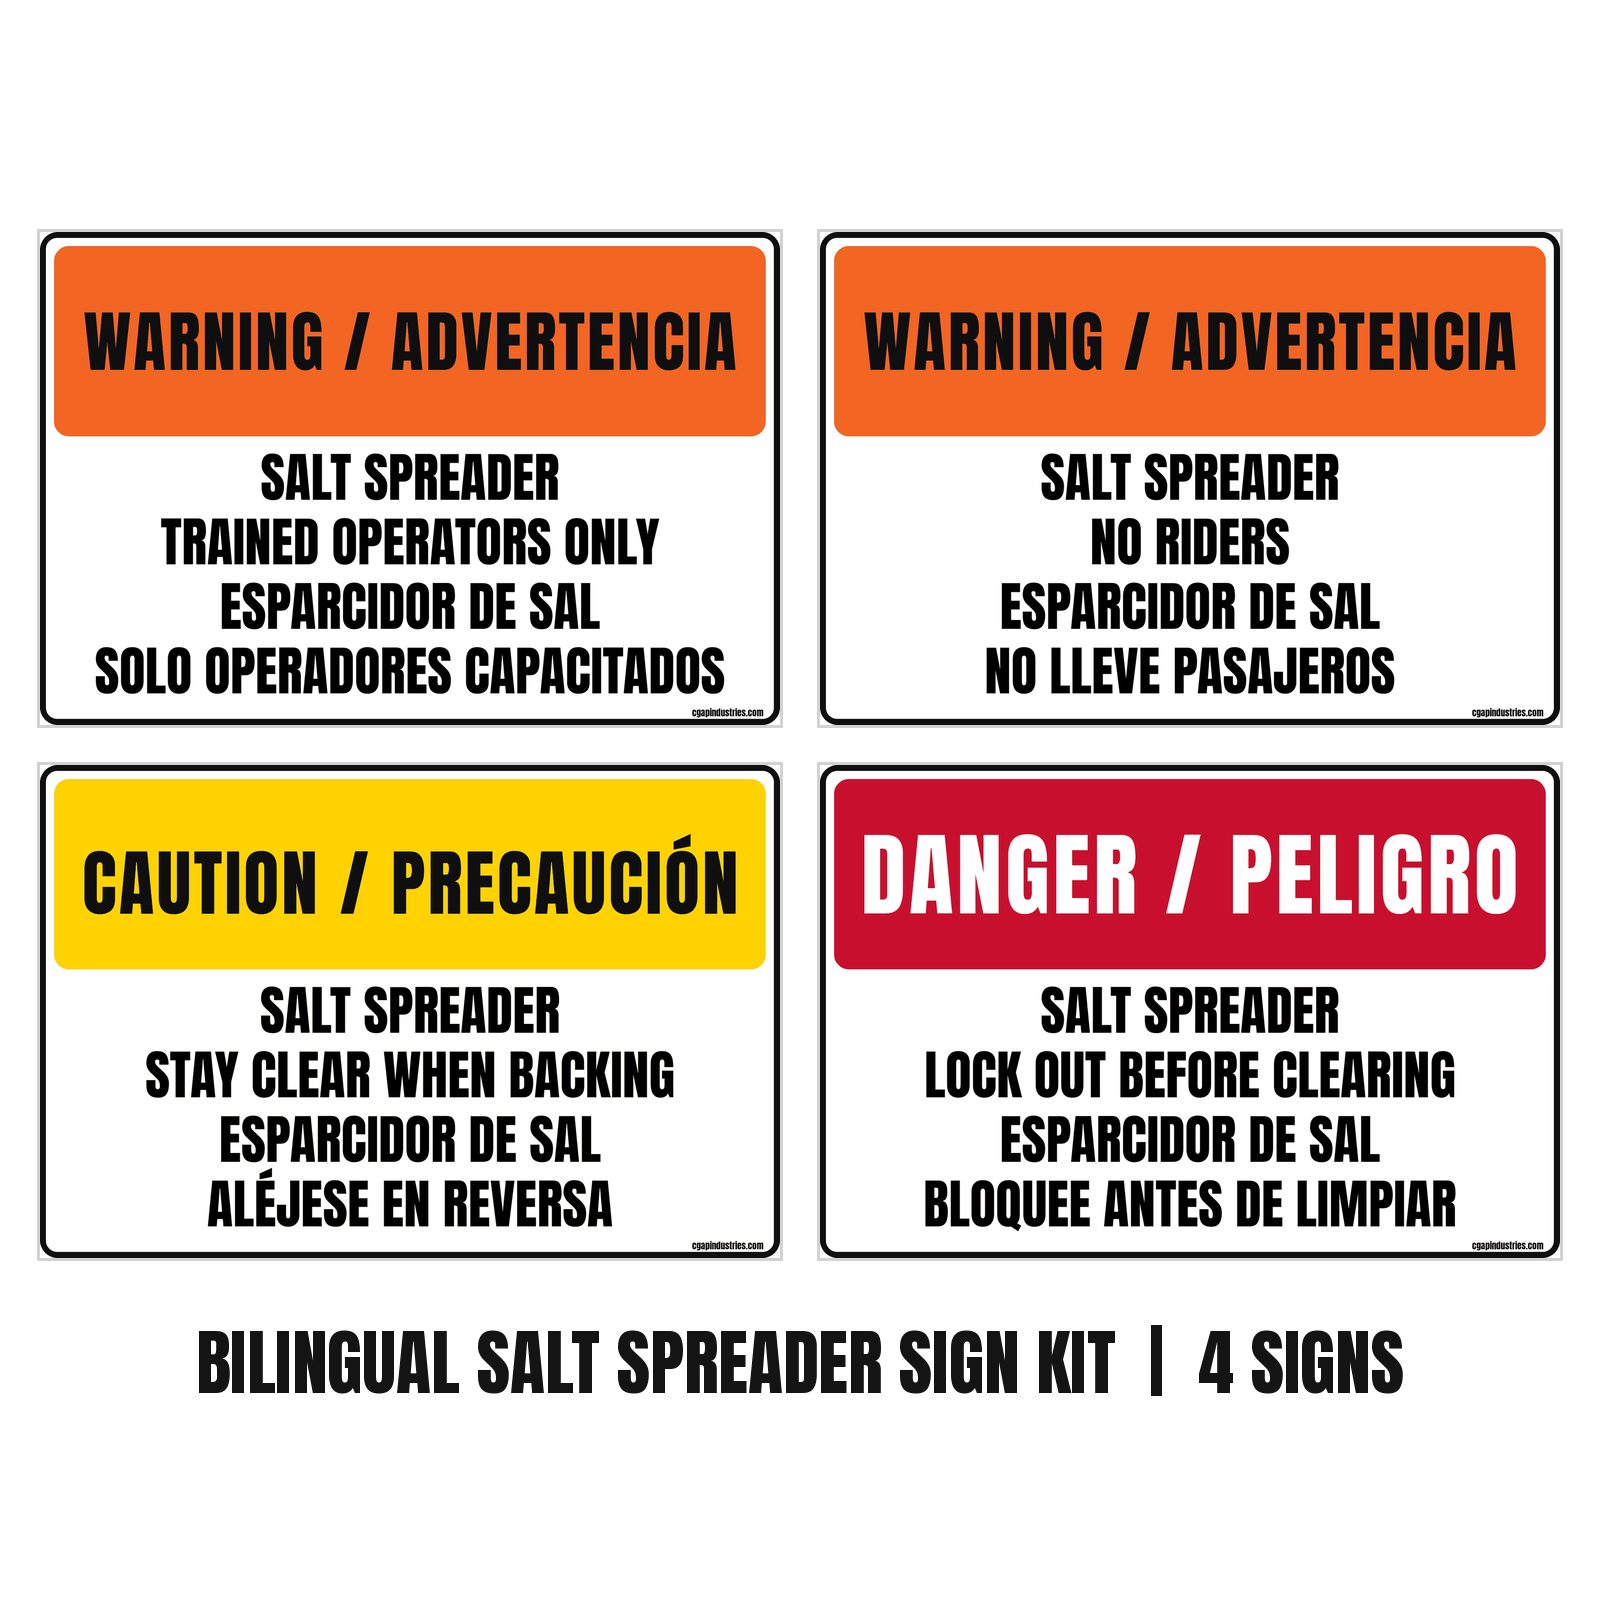 WARNING / ADVERTENCIA
SALT SPREADER
TRAINED OPERATORS ONLY
ESPARCIDOR DE SAL
SOLO OPERADORES CAPACITADOS
cgapindustries.com
WARNING / ADVERTENCIA
SALT SPREADER
NO RIDERS
ESPARCIDOR DE SAL
NO LLEVE PASAJEROS
cgapindustries.com
CAUTION / PRECAUCIÓN
SALT SPREADER
STAY CLEAR WHEN BACKING
ESPARCIDOR DE SAL
ALÉJESE EN REVERSA
cgapindustries.com
DANGER / PELIGRO
SALT SPREADER
LOCK OUT BEFORE CLEARING
ESPARCIDOR DE SAL
BLOQUEE ANTES DE LIMPIAR
cgapindustries.com
BILINGUAL SALT SPREADER SIGN KIT | 4 SIGNS